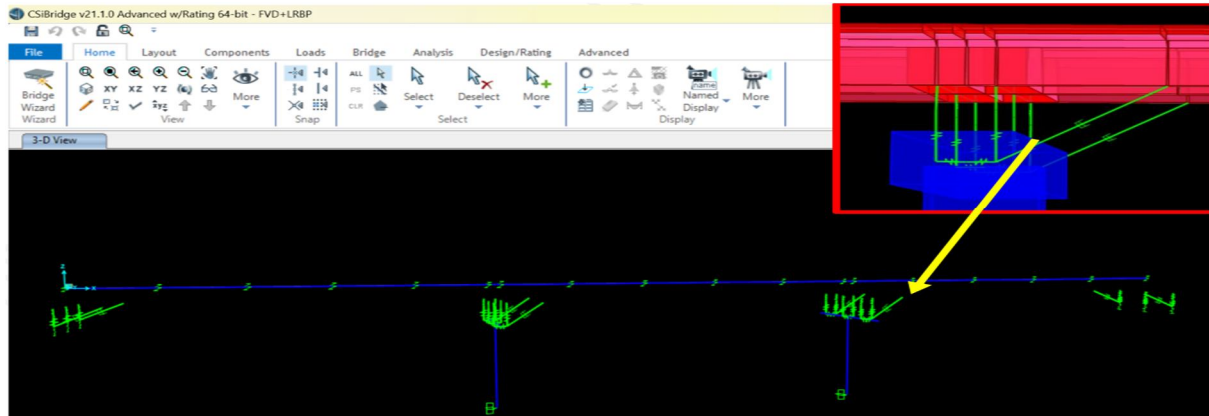 CSiBridge v21.1.0 Advanced w/Rating 64-bit - FVD+LRBP
File Home Layout Components Loads Bridge Analysis Design/Rating Advanced
ALL
XY XZ YZ
PS
CLR
name
Bridge Wizard
More
Select
Deselect
More
Named Display
More
Wizard View Snap Select Display
3-D View
Z
X